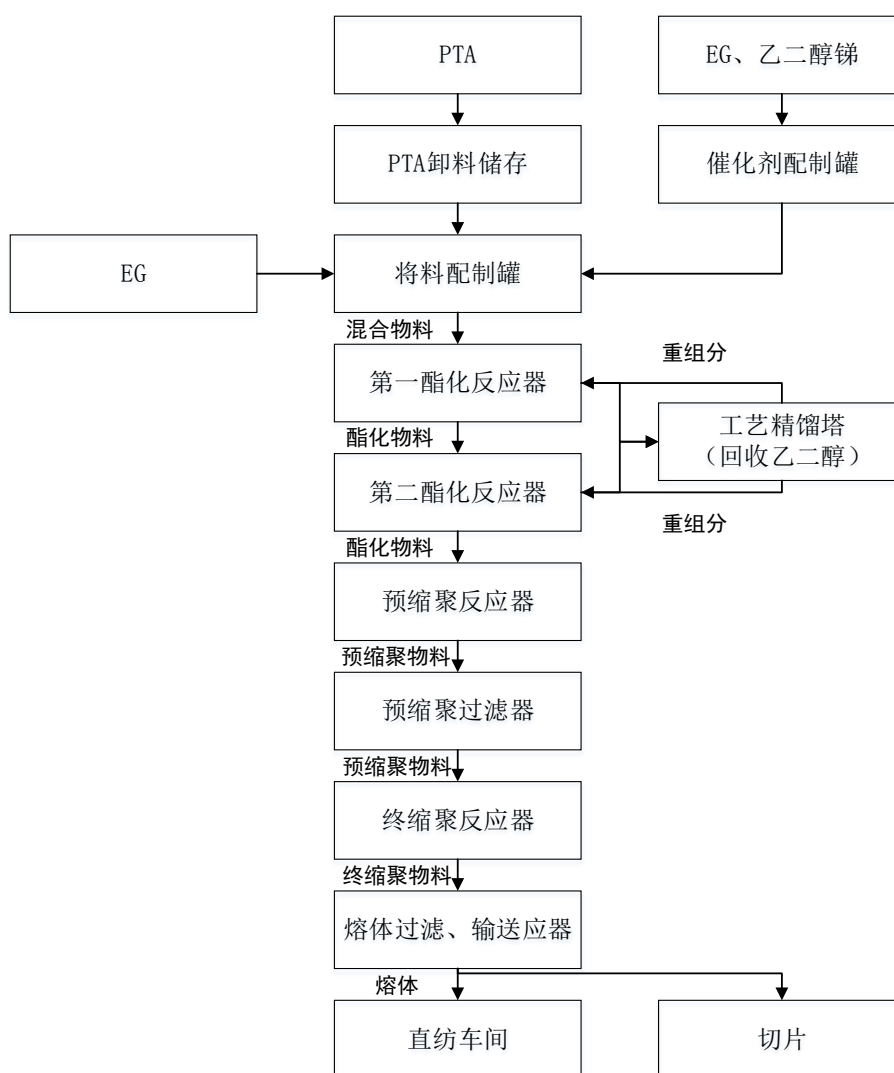 PTA
EG、乙二醇锑
PTA卸料储存
催化剂配制罐
EG
将料配制罐
混合物料
重组分
第一酯化反应器
工艺精馏塔
（回收乙二醇）
酯化物料
第二酯化反应器
重组分
酯化物料
预缩聚反应器
预缩聚物料
预缩聚过滤器
预缩聚物料
终缩聚反应器
终缩聚物料
熔体过滤、输送应器
熔体
直纺车间
切片